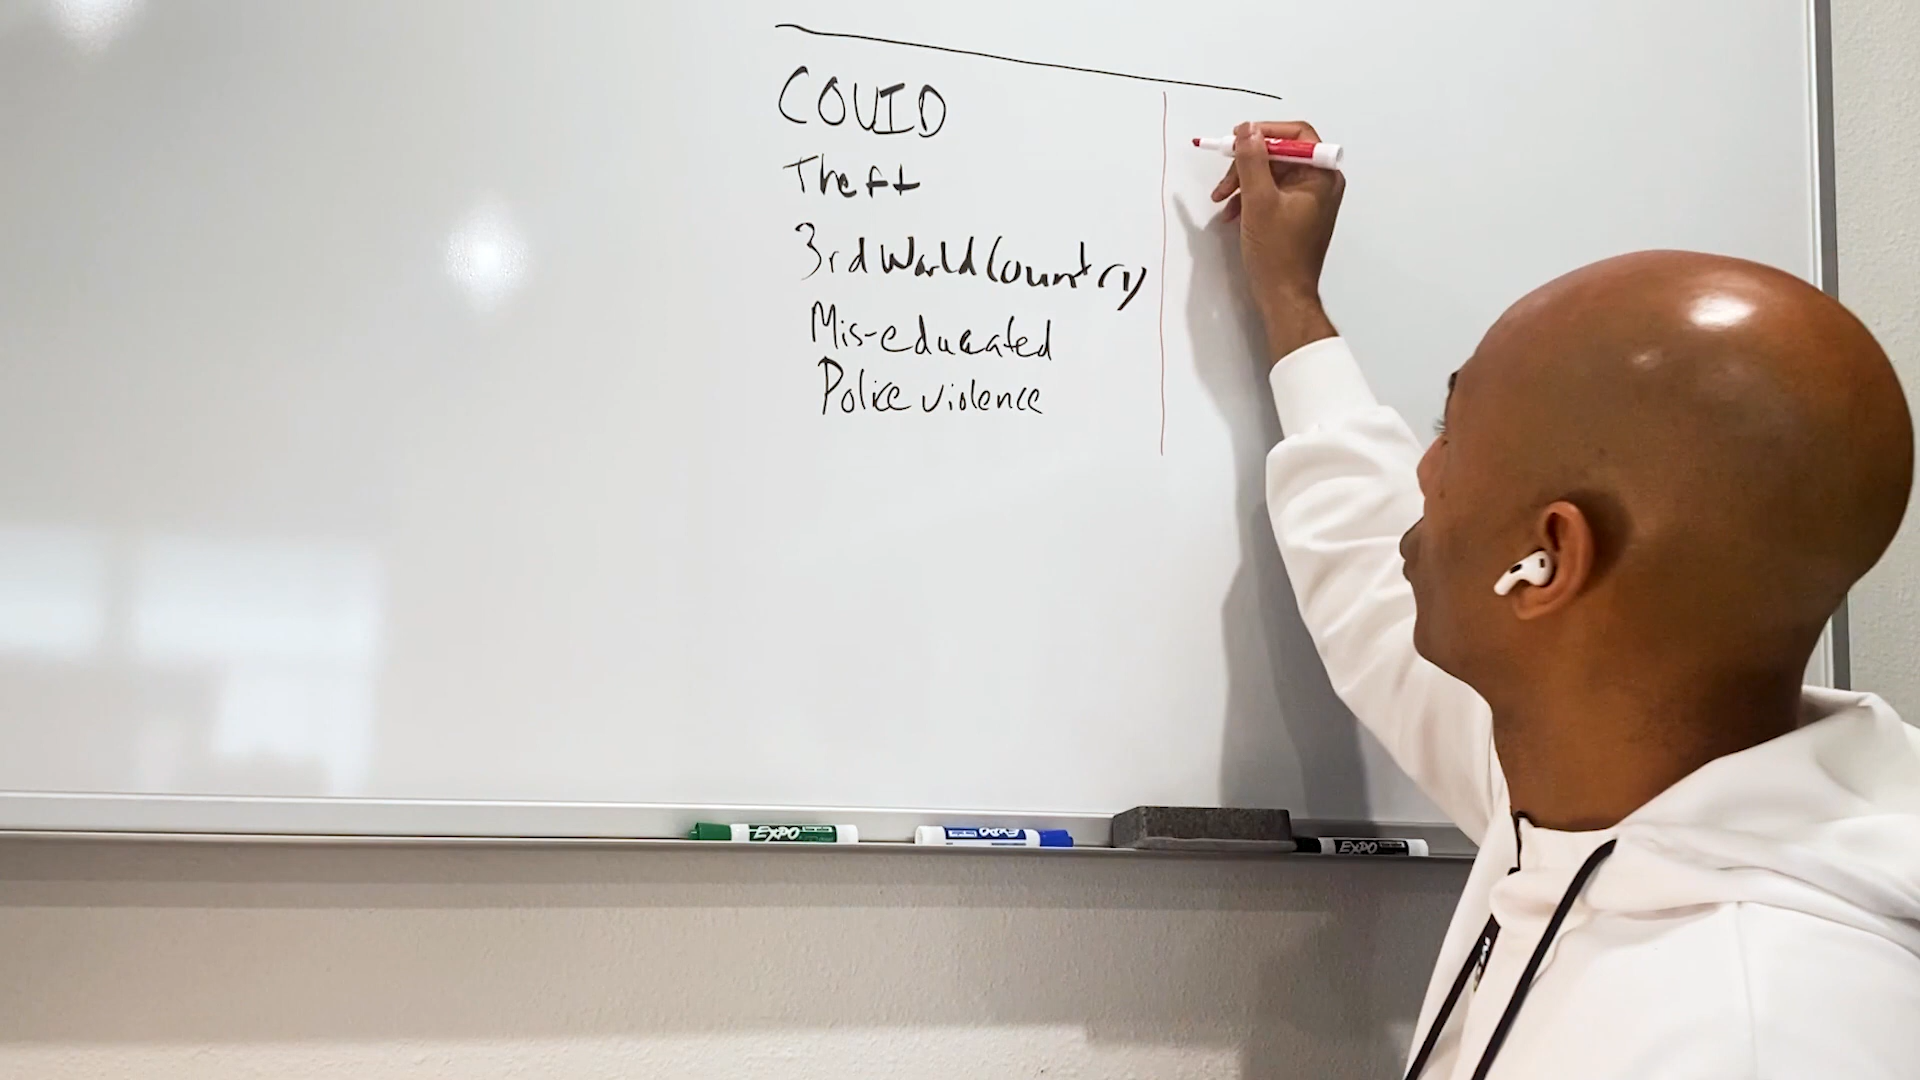 COVID
Theft
3rd World Country
Mis-educated
Police violence
EXPO
EXPO
EXPO